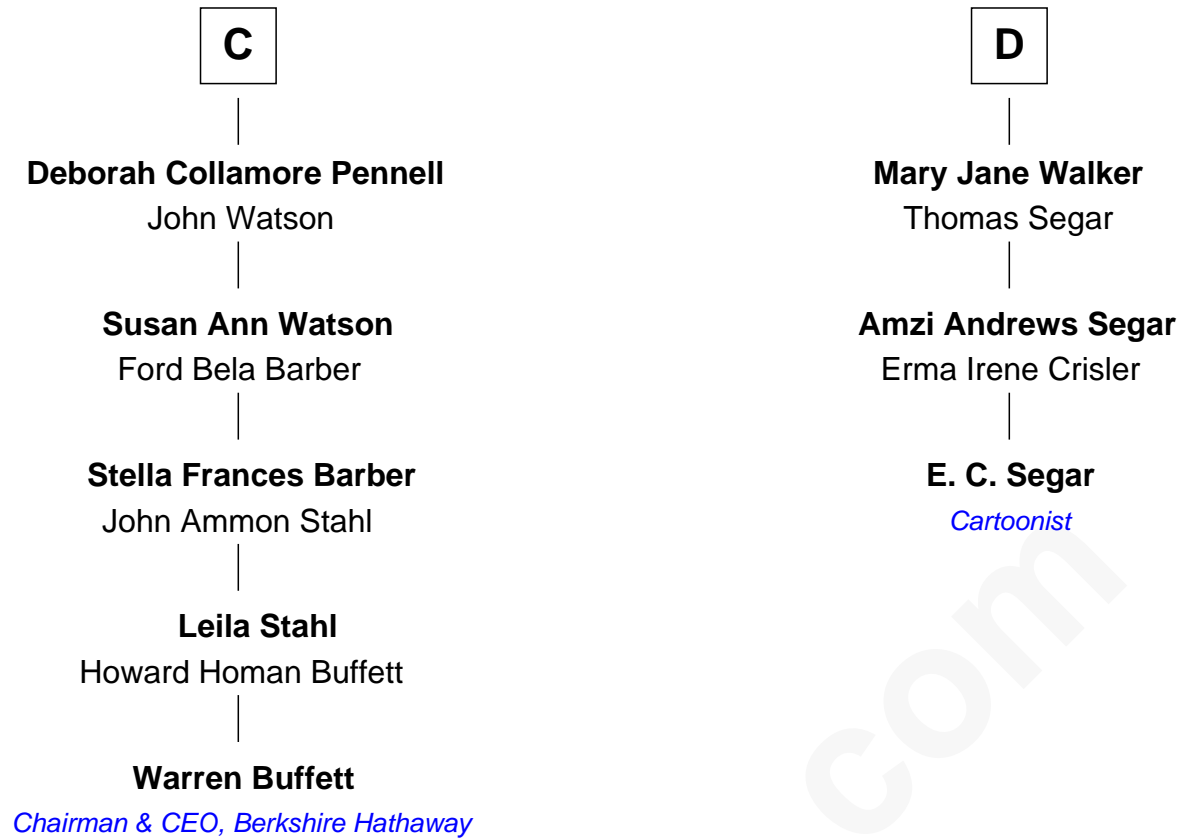 C
Deborah Collamore Pennell
John Watson
Susan Ann Watson
Ford Bela Barber
Stella Frances Barber
John Ammon Stahl
Leila Stahl
Howard Homan Buffett
Warren Buffett
Chairman & CEO, Berkshire Hathaway
D
Mary Jane Walker
Thomas Segar
Amzi Andrews Segar
Erma Irene Crisler
E. C. Segar
Cartoonist
com